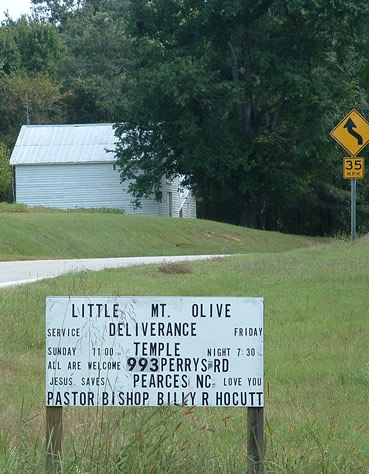 LITTLE MT. OLIVE
SERVICE DELIVERANCE FRIDAY
SUNDAY 11:00 TEMPLE NIGHT 7:30
ALL ARE WELCOME 993 PERRYS RD
JESUS SAVES PEARCES NC LOVE YOU
PASTOR BISHOP BILLY R HOCUTT
35
MPH